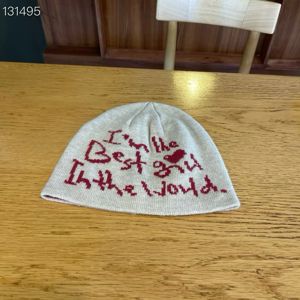 131495
I'm the
Best girl
In the World.